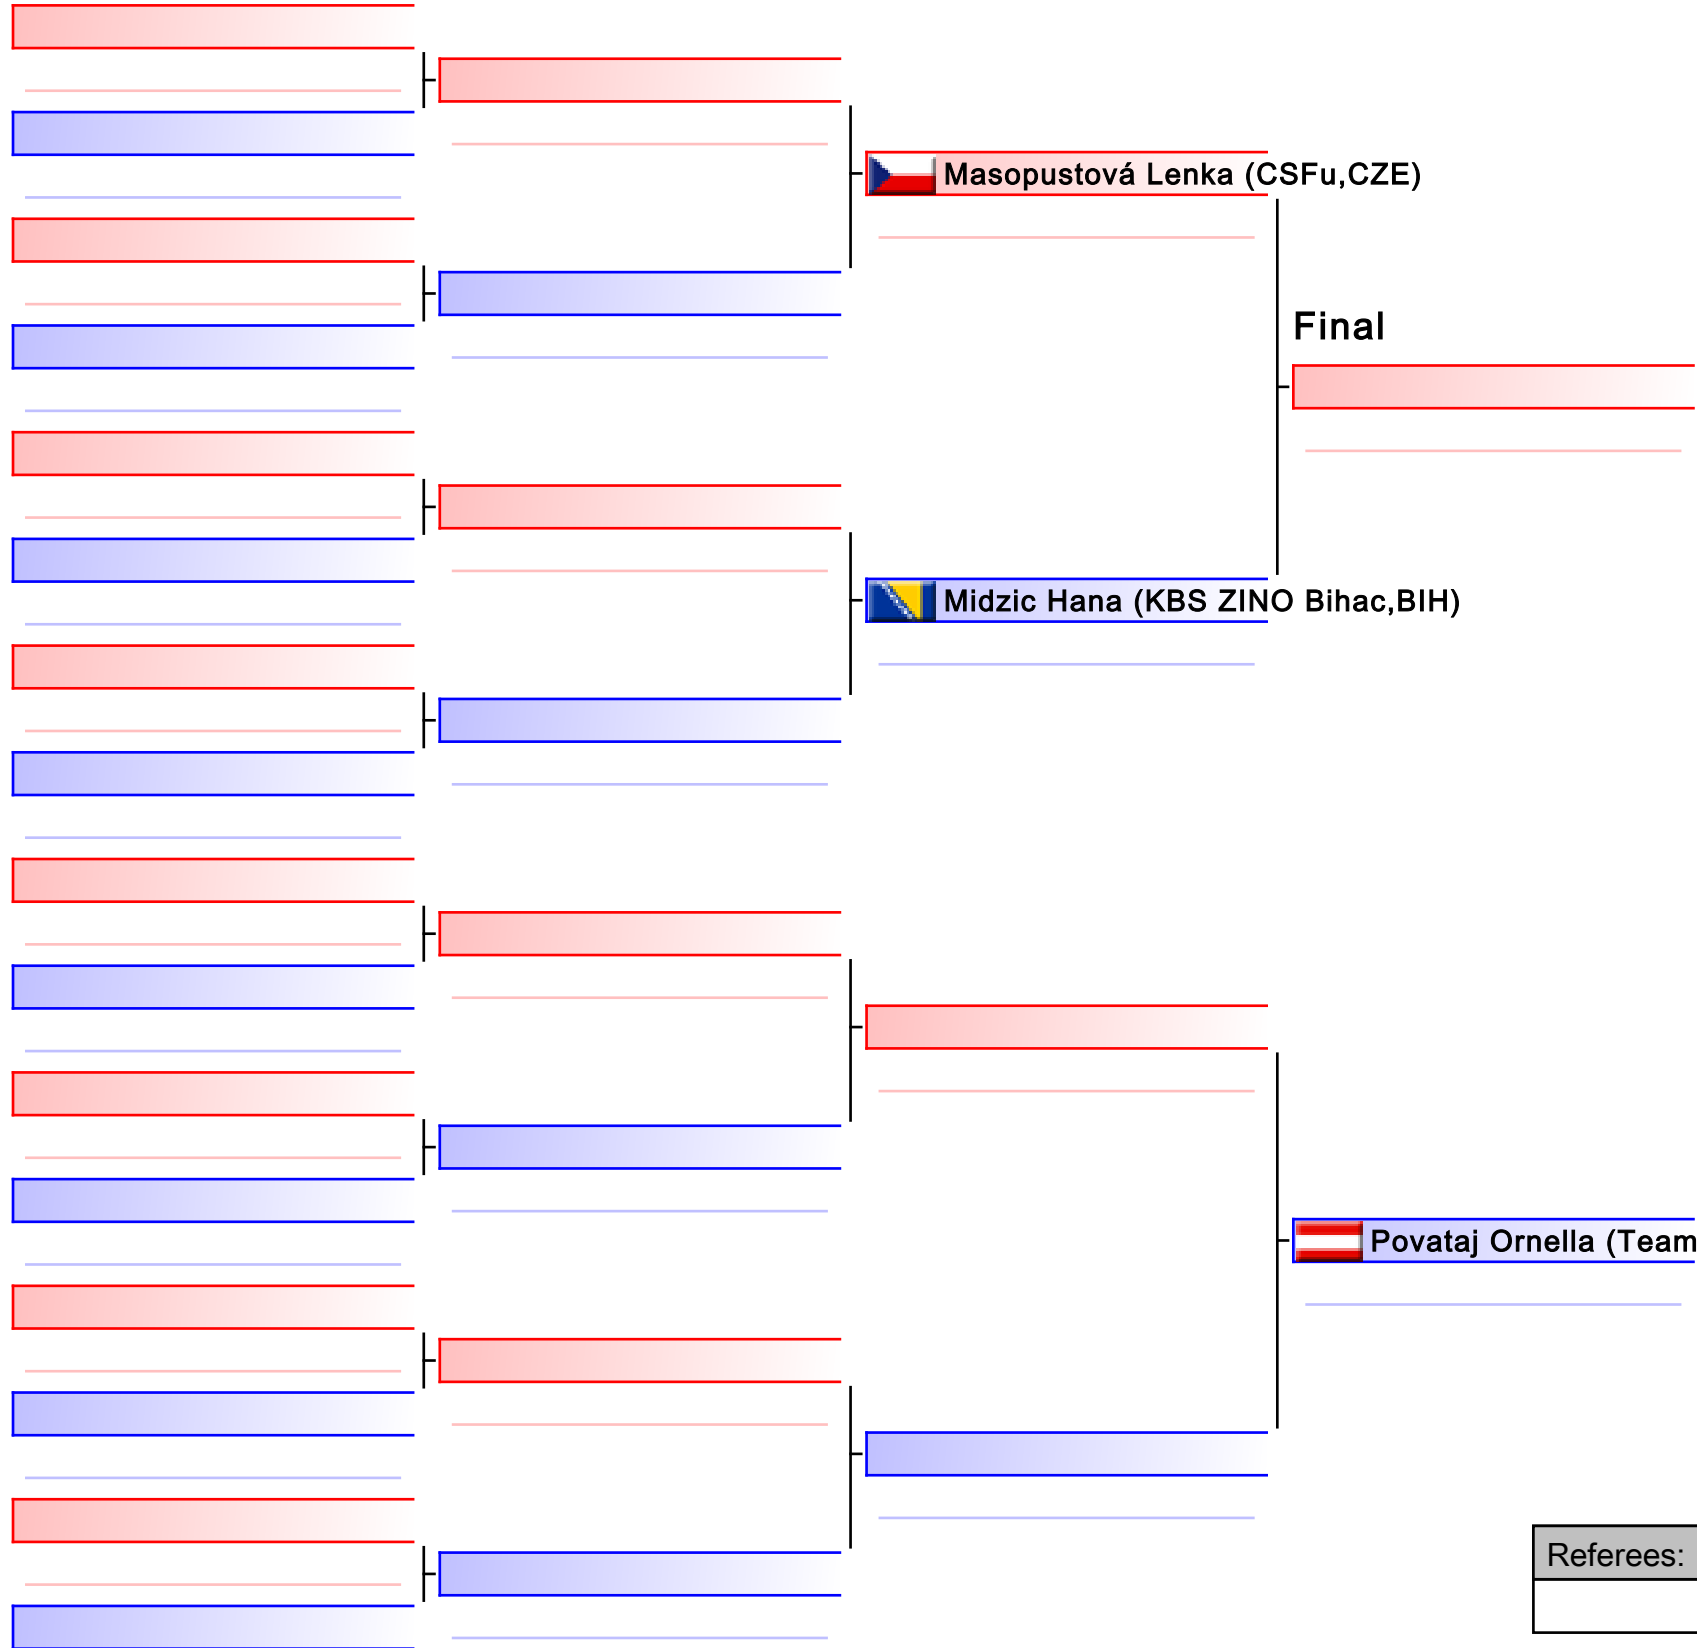 Masopustová Lenka (CSFu,CZE)
Final
Midzic Hana (KBS ZINO Bihac,BIH)
Povataj Ornella (Team
Referees: